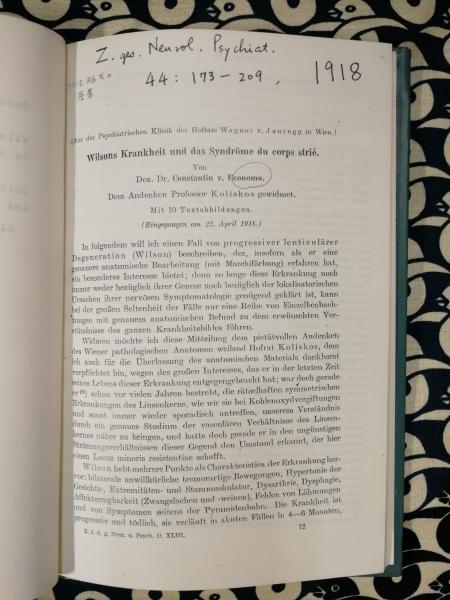 Z. ges. Neurol. Psychiat.
44: 173-209, 1918
(Aus der Psychiatrischen Klinik des Hofrats Wagner v. Jauregg in Wien.)
Wilsons Krankheit und das Syndrôme du corps strié.
Von
Doz. Dr. Constantin v. Economo.
Dem Andenken Professor Koliskos gewidmet.
Mit 10 Textabbildungen.
(Eingegangen am 22. April 1918.)
In folgendem will ich einen Fall von progressiver lenticulärer
Degeneration (Wilson) beschreiben, der, insofern als er eine
genauere anatomische Bearbeitung (mit Marchifärbung) erfahren hat,
ein besonderes Interesse bietet; denn so lange diese Erkrankung noch
immer weder bezüglich ihrer Genese noch bezüglich der lokalisatorischen
Ursachen ihrer nervösen Symptomatologie genügend geklärt ist, kann
bei der großen Seltenheit der Fälle nur eine Reihe von Einzelbeobach-
tungen mit genauem anatomischen Befund zu dem erwünschten Ver-
ständnisse des ganzen Krankheitsbildes führen.
Widmen möchte ich diese Mitteilung dem pietätvollen Andenken
des Wiener pathologischen Anatomen weiland Hofrat Koliskos, dem
ich auch für die Überlassung des anatomischen Materials dankbarst
verpflichtet bin, wegen des großen Interesses, das er in der letzten Zeit
seines Lebens dieser Erkrankung entgegengebracht hat; war doch gerade
er schon vor vielen Jahren bestrebt, die rätselhaften symmetrischen
Erkrankungen des Linsenkerns, wie wir sie bei Kohlenoxydvergiftungen
und sonst immer wieder sporadisch antreffen, unserem Verständnis
durch ein genaues Studium der vasculären Verhältnisse des Linsen-
kernes näher zu bringen, und hatte doch gerade er in den ungünstigen
Strömungsverhältnissen dieser Gegend den Umstand erkannt, der hier
einen Locus minoris resistentiae schafft.
Wilson hebt mehrere Punkte als Charakteristica der Erkrankung her-
vor: bilaterale unwillkürliche tremorartige Bewegungen, Hypertonie der
Gesichts-, Extremitäten- und Stammuskulatur, Dysarthrie, Dysphagie,
Affekterregbarkeit (Zwangslachen und -weinen), Fehlen von Lähmungen
und von Symptomen seitens der Pyramidenbahn. Die Krankheit ist
progressiv und tödlich, sie verläuft in akuten Fällen in 4—6 Monaten,
Z. f. d. g. Neur. u. Psych. O. XLIII. 12